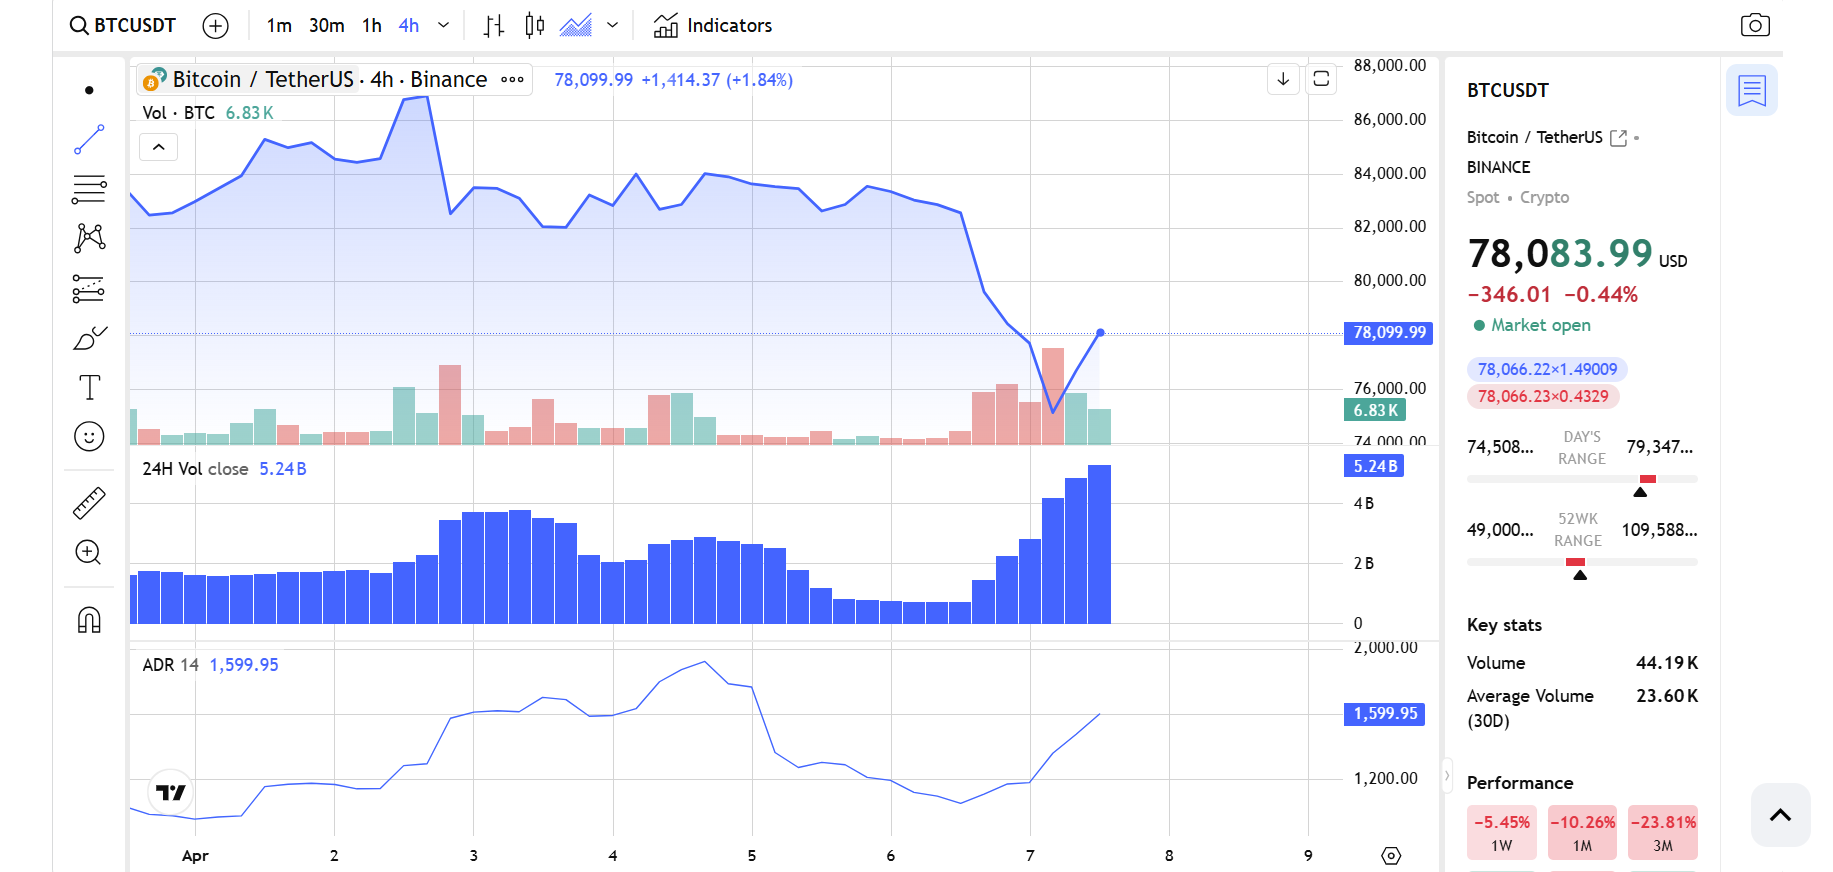 BTCUSDT 1m 30m 1h 4h Indicators
Bitcoin / TetherUS · 4h · Binance 78,099.99 +1,414.37 (+1.84%)
Vol · BTC 6.83 K
88,000.00
86,000.00
84,000.00
82,000.00
80,000.00
78,099.99
76,000.00
6.83 K
74,000.00
24H Vol close 5.24 B
5.24 B
4 B
2 B
0
ADR 14 1,599.95
2,000.00
1,599.95
1,200.00
Apr 2 3 4 5 6 7 8 9
BTCUSDT
Bitcoin / TetherUS •
BINANCE
Spot • Crypto
78,083.99 USD
−346.01 −0.44%
Market open
78,066.22×1.49009
78,066.23×0.4329
74,508... DAY'S RANGE 79,347...
49,000... 52WK RANGE 109,588...
Key stats
Volume 44.19 K
Average Volume (30D) 23.60 K
Performance
−5.45% −10.26% −23.81%
1W 1M 3M